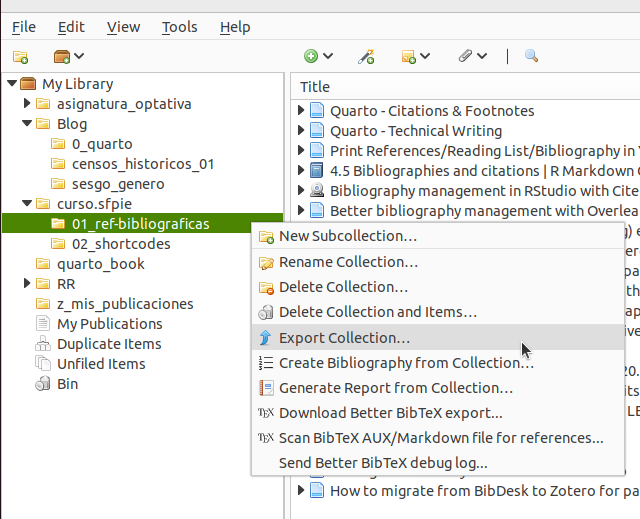 File Edit View Tools Help
Title
My Library
asignatura_optativa
Blog
0_quarto
censos_historicos_01
sesgo_genero
curso.sfpie
01_ref-bibliograficas
02_shortcodes
quarto_book
RR
z_mis_publicaciones
My Publications
Duplicate Items
Unfiled Items
Bin
Quarto - Citations & Footnotes
Quarto - Technical Writing
Print References/Reading List/Bibliography in
4.5 Bibliographies and citations | R Markdown
Bibliography management in RStudio with Cite
Better bibliography management with Overlea
New Subcollection...
Rename Collection...
Delete Collection...
Delete Collection and Items...
Export Collection...
Create Bibliography from Collection...
Generate Report from Collection...
TEX Download Better BibTeX export...
TEX Scan BibTeX AUX/Markdown file for references...
Send Better BibTeX debug log...
How to migrate from BibDesk to Zotero for pa